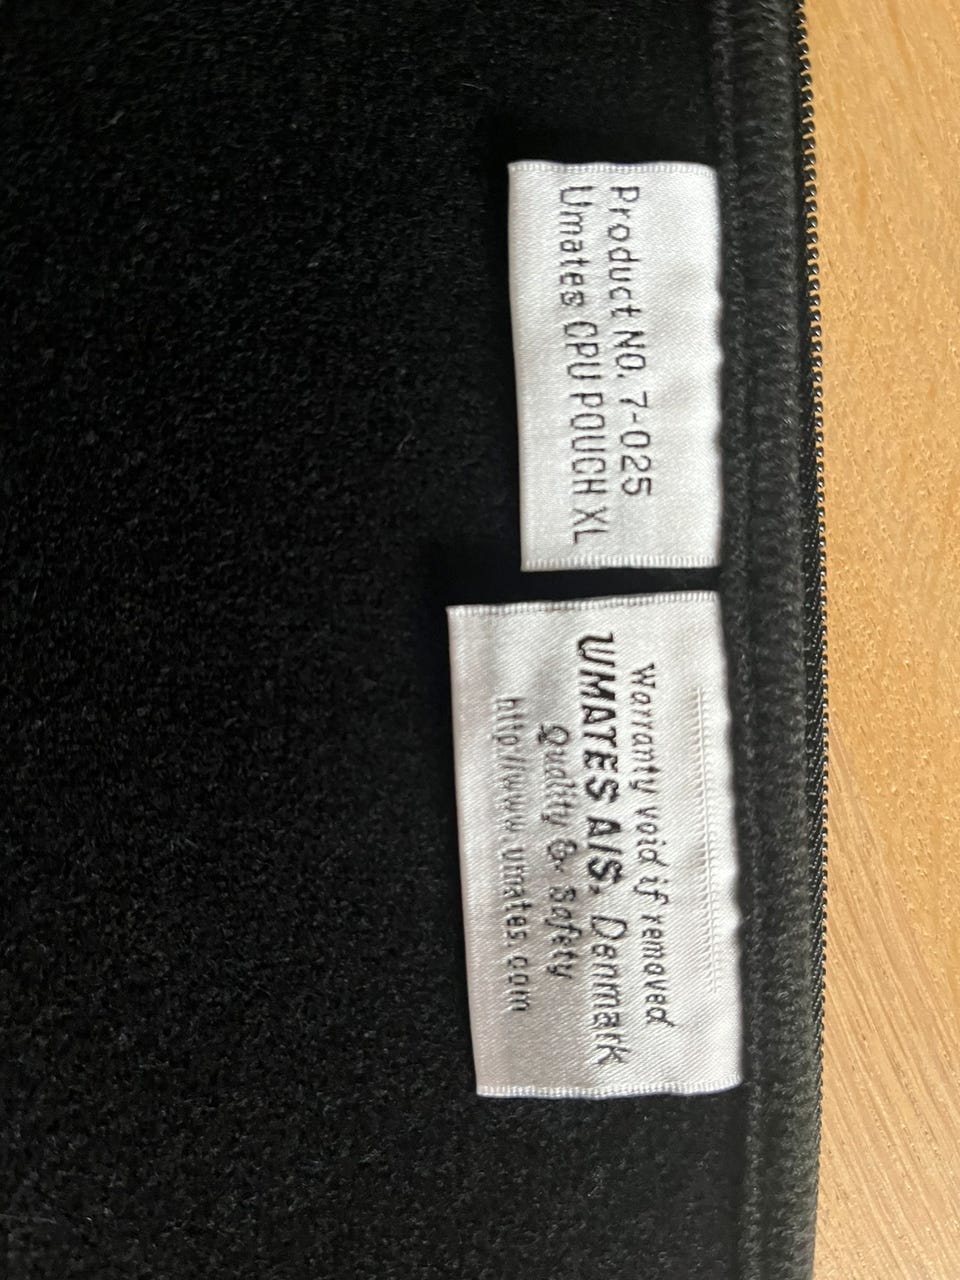 Product NO. 7-025
Umates CPU POUCH XL
Warranty void if removed
UMATES A/S, Denmark
Quality & Safety
http//www.umates.com